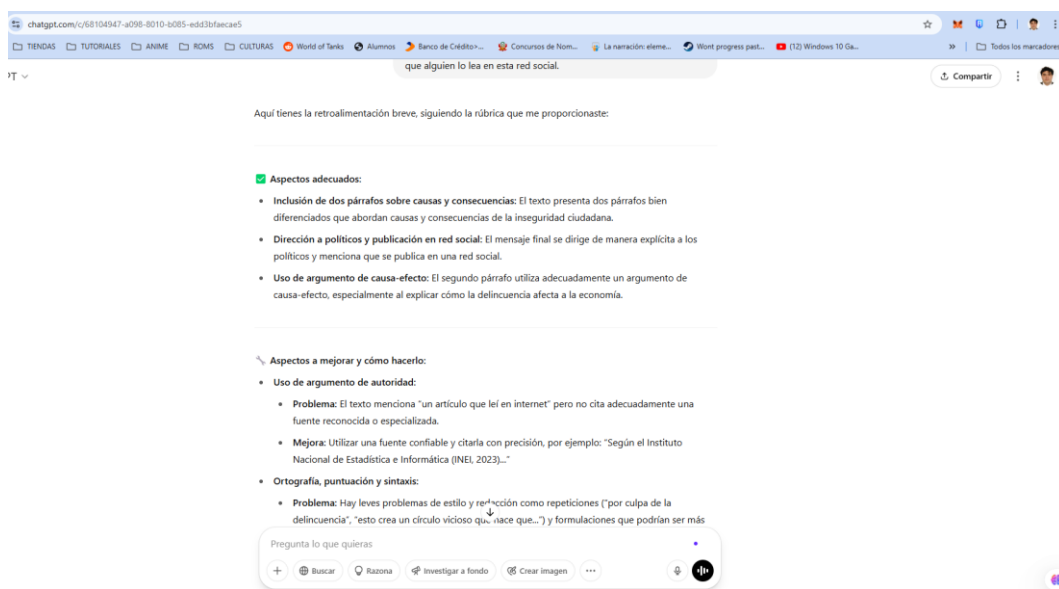 chatgpt.com/c/68104947-a098-8010-b085-edd3bfaecae5
TIENDAS TUTORIALES ANIME ROMS CULTURAS World of Tanks Alumnos Banco de Crédito>... Concursos de Nom... La narración: eleme... Wont progress past... (12) Windows 10 Ga... » Todos los marcadores
que alguien lo lea en esta red social.
PT Compartir
Aquí tienes la retroalimentación breve, siguiendo la rúbrica que me proporcionaste:
Aspectos adecuados:
Inclusión de dos párrafos sobre causas y consecuencias: El texto presenta dos párrafos bien
diferenciados que abordan causas y consecuencias de la inseguridad ciudadana.
Dirección a políticos y publicación en red social: El mensaje final se dirige de manera explícita a los
políticos y menciona que se publica en una red social.
Uso de argumento de causa-efecto: El segundo párrafo utiliza adecuadamente un argumento de
causa-efecto, especialmente al explicar cómo la delincuencia afecta a la economía.
Aspectos a mejorar y cómo hacerlo:
Uso de argumento de autoridad:
Problema: El texto menciona "un artículo que leí en internet" pero no cita adecuadamente una
fuente reconocida o especializada.
Mejora: Utilizar una fuente confiable y citarla con precisión, por ejemplo: "Según el Instituto
Nacional de Estadística e Informática (INEI, 2023)..."
Ortografía, puntuación y sintaxis:
Problema: Hay leves problemas de estilo y redacción como repeticiones ("por culpa de la
delincuencia", "esto crea un círculo vicioso que hace que...") y formulaciones que podrían ser más
Pregunta lo que quieras
Buscar Razona Investigar a fondo Crear imagen